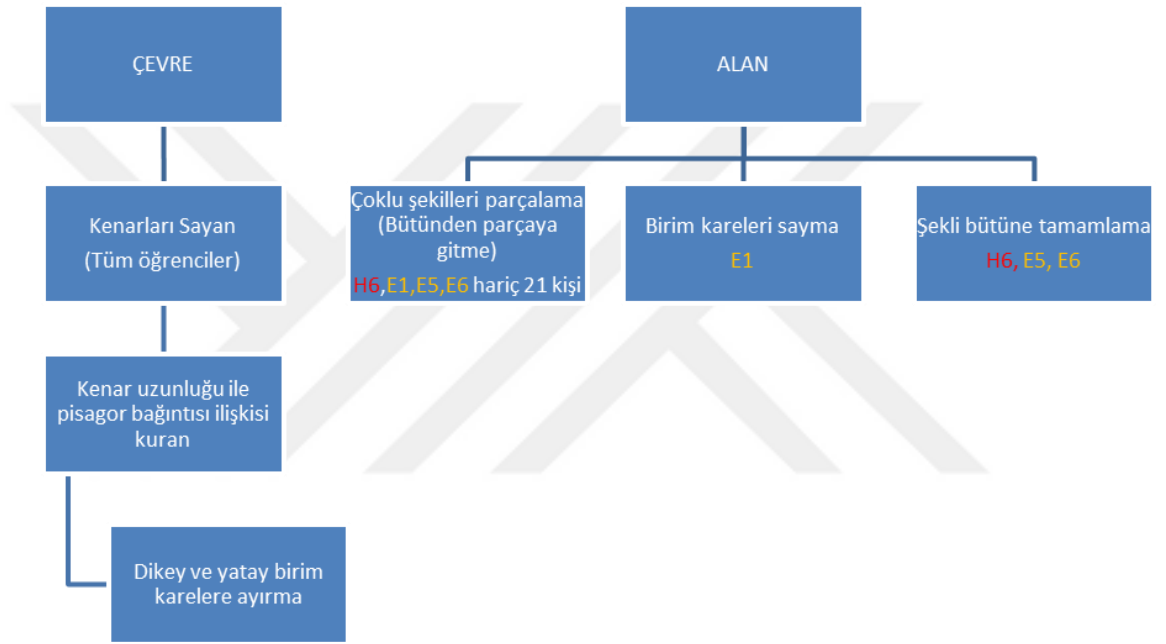 ÇEVRE
Kenarları Sayan
(Tüm öğrenciler)
Kenar uzunluğu ile
pisagor bağıntısı ilişkisi
kuran
Dikey ve yatay birim
karelere ayırma
ALAN
Çoklu şekilleri parçalama
(Bütünden parçaya
gitme)
H6,E1,E5,E6 hariç 21 kişi
Birim kareleri sayma
E1
Şekli bütüne tamamlama
H6, E5, E6